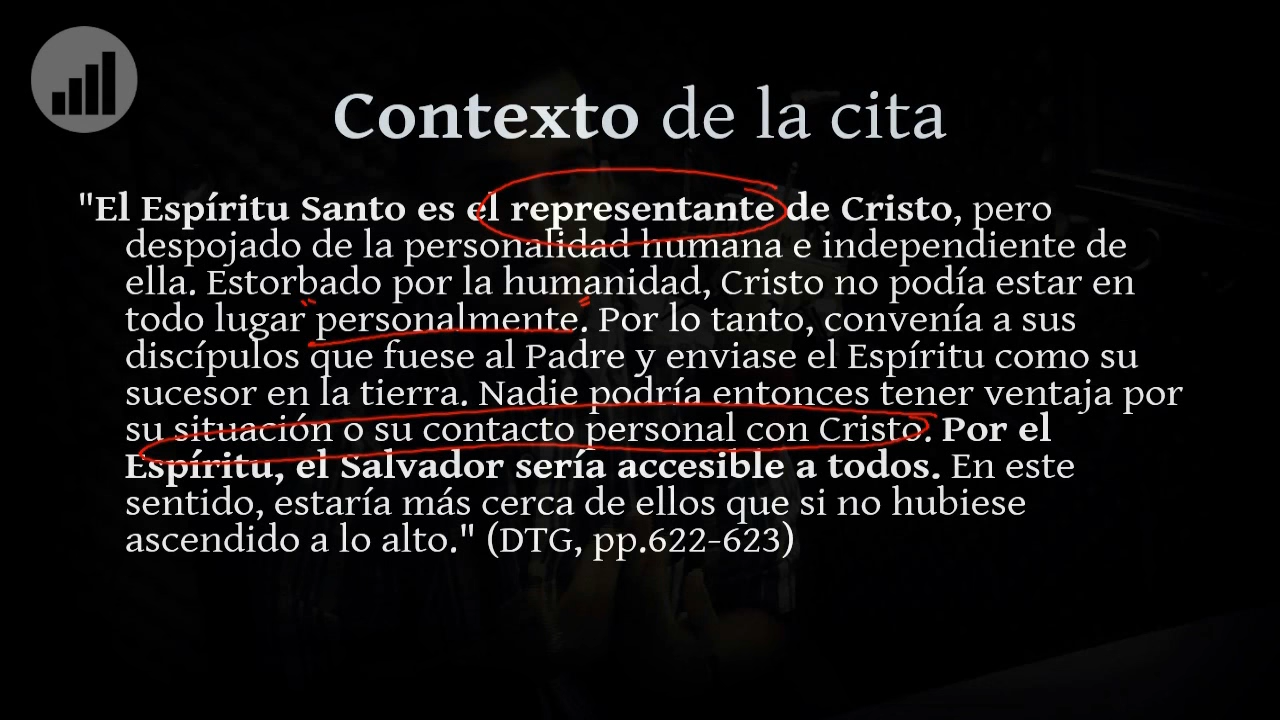 Contexto de la cita
"El Espíritu Santo es el representante de Cristo, pero
despojado de la personalidad humana e independiente de
ella. Estorbado por la humanidad, Cristo no podía estar en
todo lugar "personalmente". Por lo tanto, convenía a sus
discípulos que fuese al Padre y enviase el Espíritu como su
sucesor en la tierra. Nadie podría entonces tener ventaja por
su situación o su contacto personal con Cristo. Por el
Espíritu, el Salvador sería accesible a todos. En este
sentido, estaría más cerca de ellos que si no hubiese
ascendido a lo alto." (DTG, pp.622-623)